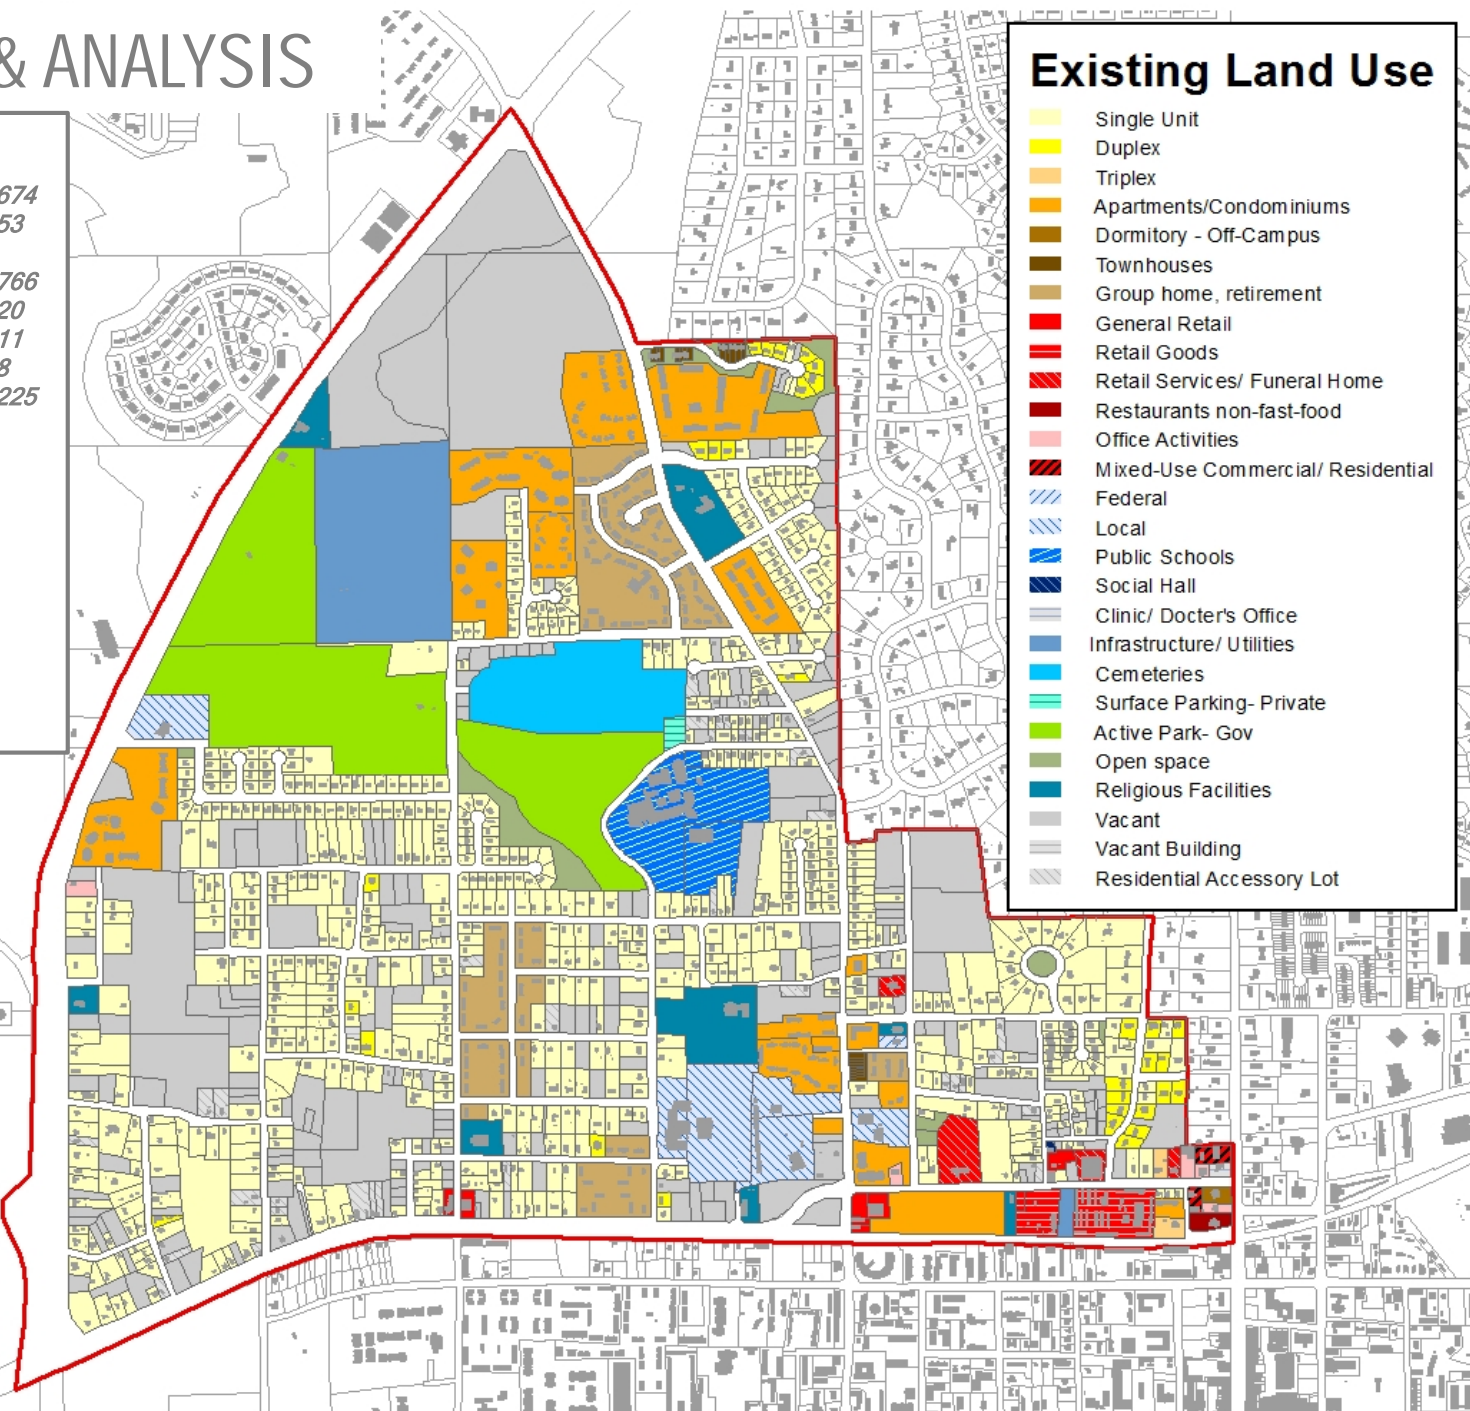 & ANALYSIS
674
53
766
20
11
8
225
Existing Land Use
Single Unit
Duplex
Triplex
Apartments/Condominiums
Dormitory - Off-Campus
Townhouses
Group home, retirement
General Retail
Retail Goods
Retail Services/ Funeral Home
Restaurants non-fast-food
Office Activities
Mixed-Use Commercial/ Residential
Federal
Local
Public Schools
Social Hall
Clinic/ Docter's Office
Infrastructure/ Utilities
Cemeteries
Surface Parking- Private
Active Park- Gov
Open space
Religious Facilities
Vacant
Vacant Building
Residential Accessory Lot